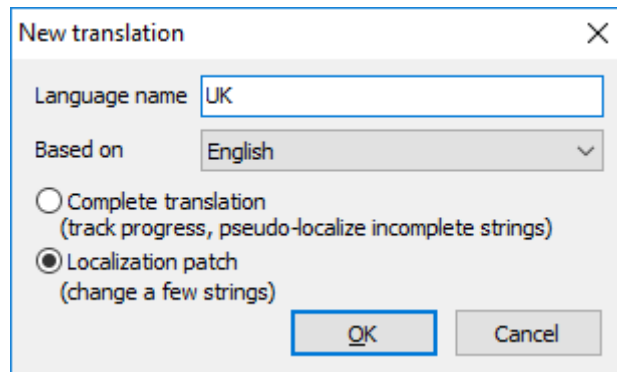 New translation
Language name UK
Based on English
Complete translation
(track progress, pseudo-localize incomplete strings)
Localization patch
(change a few strings)
OK Cancel